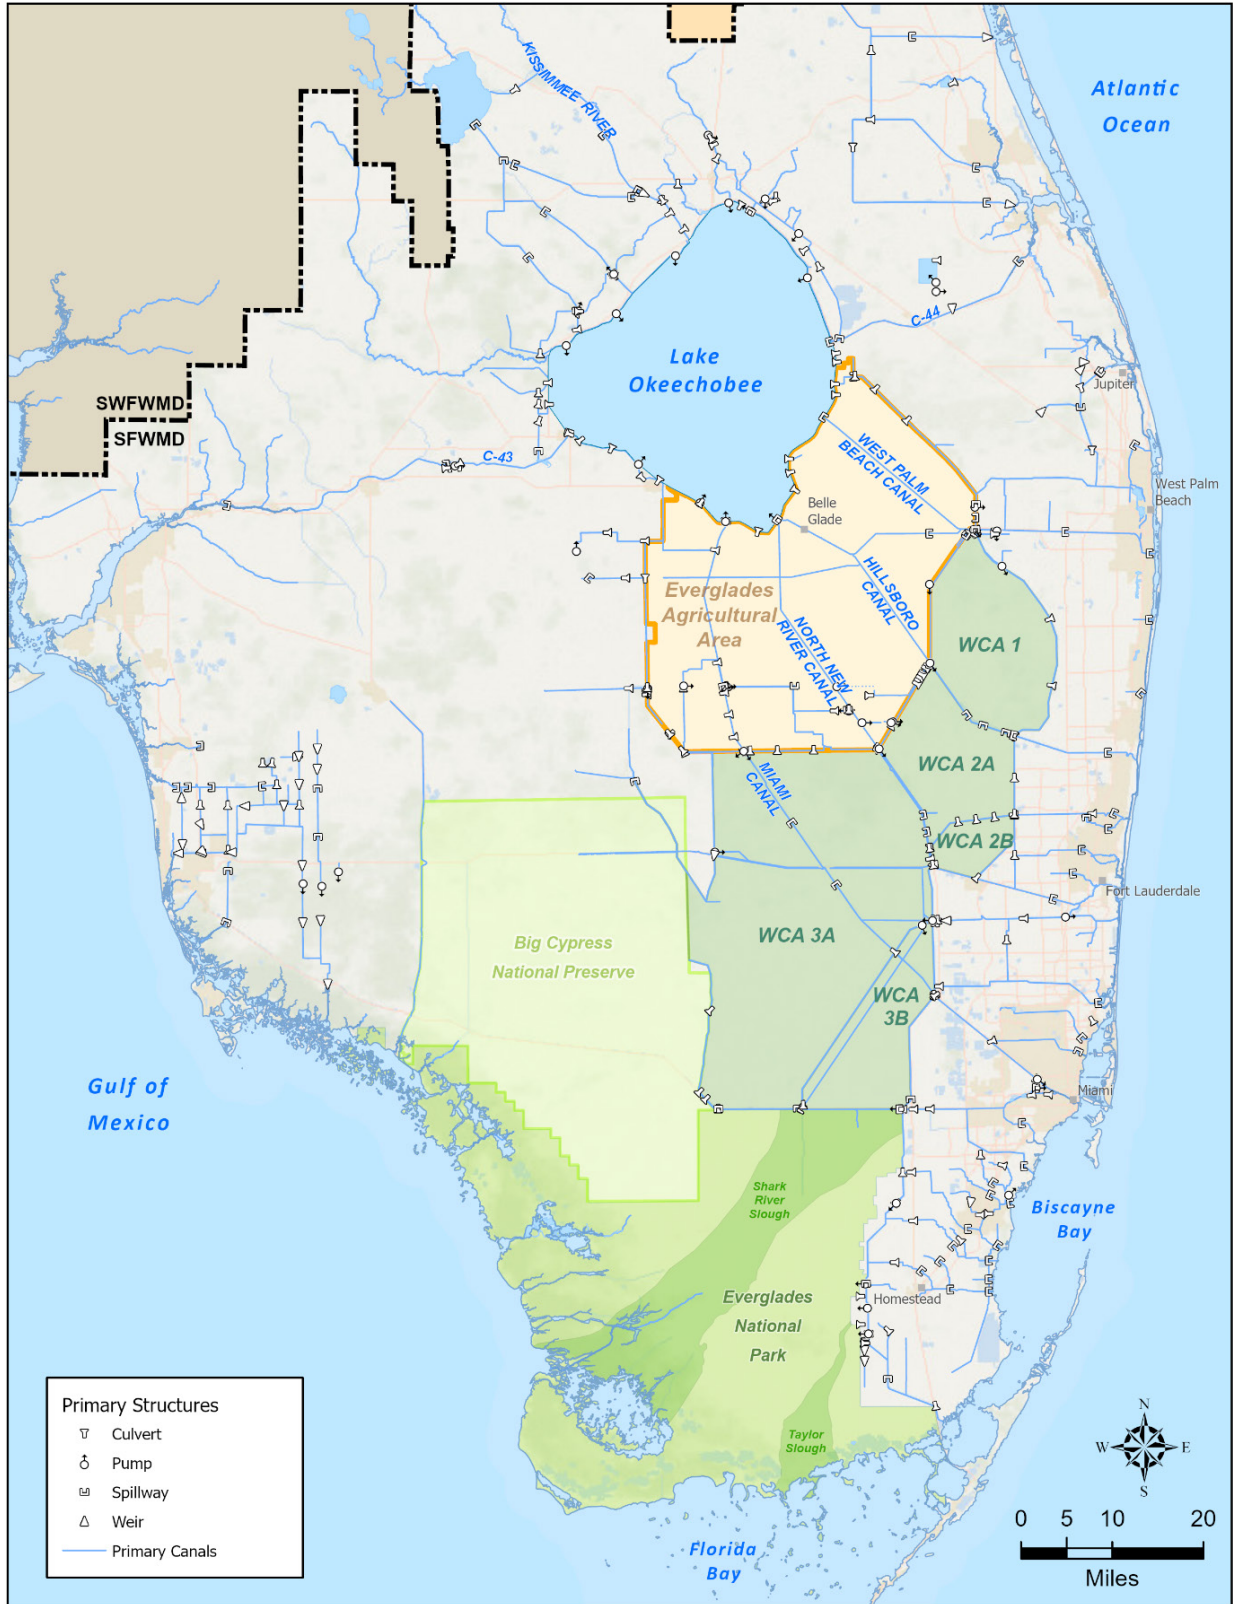 KISSIMMEE RIVER
Atlantic
Ocean
C-44
Lake
Okeechobee
Jupiter
SWFWMD
SFWMD
C-43
WEST PALM
BEACH CANAL
West Palm
Beach
Belle
Glade
HILLSBORO
CANAL
Everglades
Agricultural
Area
NORTH NEW
RIVER CANAL
WCA 1
WCA 2A
MIAMI
CANAL
WCA 2B
Fort Lauderdale
WCA 3A
Big Cypress
National Preserve
WCA
3B
Gulf of
Mexico
Miami
Shark
River
Slough
Biscayne
Bay
Everglades
National
Park
Homestead
Taylor
Slough
Florida
Bay
Primary Structures
Culvert
Pump
Spillway
Weir
Primary Canals
N
W E
S
0 5 10 20
Miles